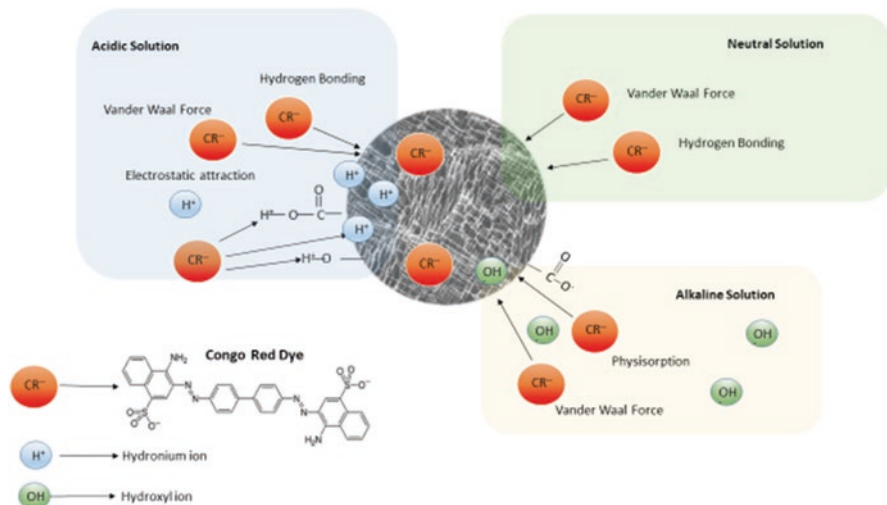 Acidic Solution
Hydrogen Bonding
Vander Waal Force
CR–
CR–
Electrostatic attraction
H⁺
CR–
H⁺–O–C
O
H⁺–O
CR–
H⁺
H⁺
H⁺
CR–
OH
Neutral Solution
CR–
Vander Waal Force
CR–
Hydrogen Bonding
O
C
O⁻
Alkaline Solution
OH
CR–
OH
Physisorption
CR–
OH
Vander Waal Force
Congo Red Dye
CR–
NH₂
N
N
O=S=O
O⁻
N
N
O=S=O
O⁻
H₂N
H⁺
Hydronium ion
OH
Hydroxyl ion